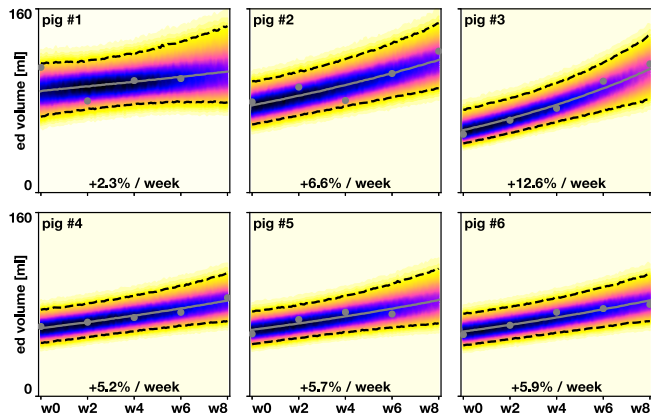 160
pig #1
pig #2
pig #3
ed volume [ml]
0
+2.3% / week
+6.6% / week
+12.6% / week
160
pig #4
pig #5
pig #6
ed volume [ml]
0
+5.2% / week
+5.7% / week
+5.9% / week
w0 w2 w4 w6 w8
w0 w2 w4 w6 w8
w0 w2 w4 w6 w8